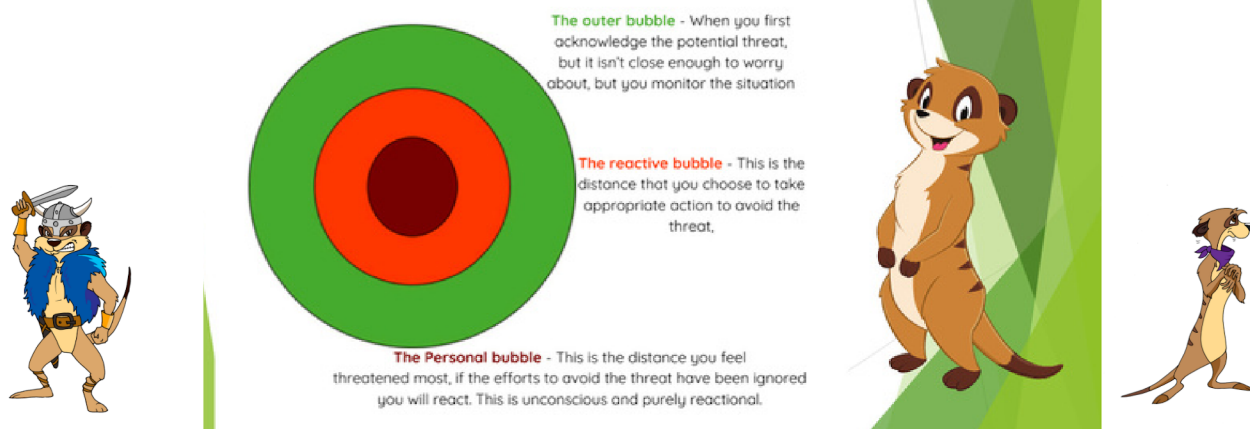 The outer bubble - When you first
acknowledge the potential threat,
but it isn't close enough to worry
about, but you monitor the situation
The reactive bubble - This is the
distance that you choose to take
appropriate action to avoid the
threat,
The Personal bubble - This is the distance you feel
threatened most, if the efforts to avoid the threat have been ignored
you will react. This is unconscious and purely reactional.